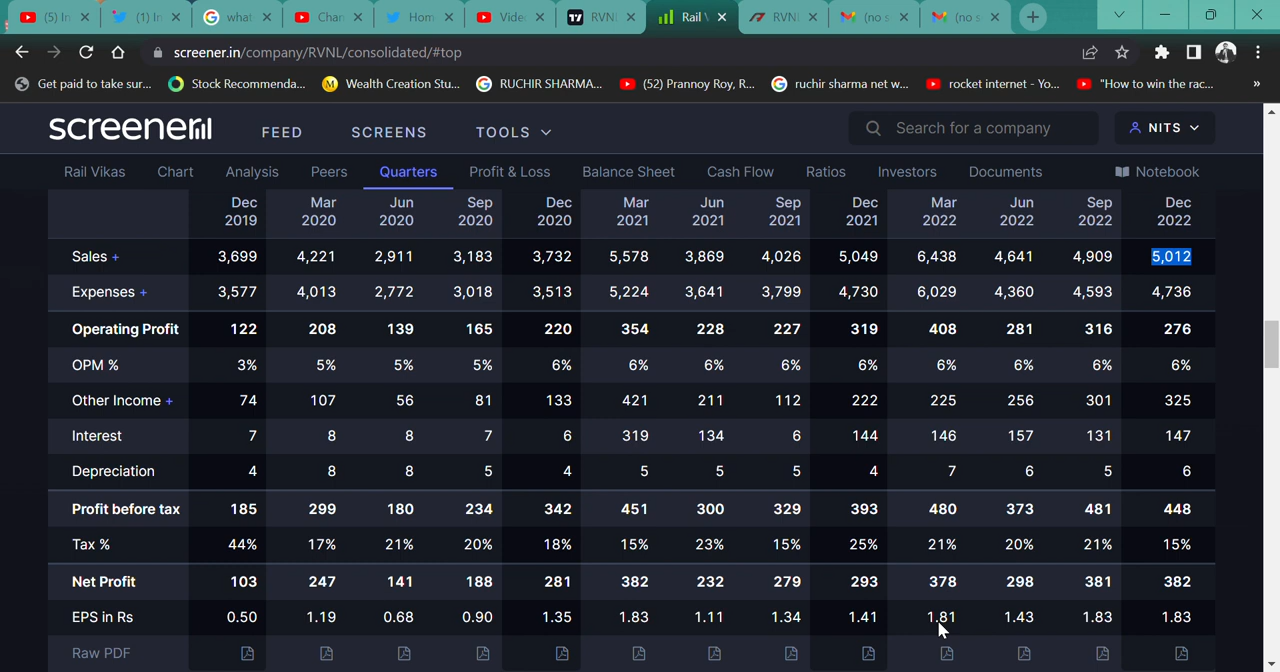 (5) In
(1) In
what
Chan
Hom
Vide
RVNL
Rail V
RVNL
(no s
(no s
screener.in/company/RVNL/consolidated/#top
Get paid to take sur... Stock Recommenda... Wealth Creation Stu... RUCHIR SHARMA... (52) Prannoy Roy, R... ruchir sharma net w... rocket internet - Yo... "How to win the rac... »
screener FEED SCREENS TOOLS Search for a company NITS
Rail Vikas Chart Analysis Peers Quarters Profit & Loss Balance Sheet Cash Flow Ratios Investors Documents Notebook
Dec Mar Jun Sep Dec Mar Jun Sep Dec Mar Jun Sep Dec
2019 2020 2020 2020 2020 2021 2021 2021 2021 2022 2022 2022 2022
Sales + 3,699 4,221 2,911 3,183 3,732 5,578 3,869 4,026 5,049 6,438 4,641 4,909 5,012
Expenses + 3,577 4,013 2,772 3,018 3,513 5,224 3,641 3,799 4,730 6,029 4,360 4,593 4,736
Operating Profit 122 208 139 165 220 354 228 227 319 408 281 316 276
OPM % 3% 5% 5% 5% 6% 6% 6% 6% 6% 6% 6% 6% 6%
Other Income + 74 107 56 81 133 421 211 112 222 225 256 301 325
Interest 7 8 8 7 6 319 134 6 144 146 157 131 147
Depreciation 4 8 8 5 4 5 5 5 4 7 6 5 6
Profit before tax 185 299 180 234 342 451 300 329 393 480 373 481 448
Tax % 44% 17% 21% 20% 18% 15% 23% 15% 25% 21% 20% 21% 15%
Net Profit 103 247 141 188 281 382 232 279 293 378 298 381 382
EPS in Rs 0.50 1.19 0.68 0.90 1.35 1.83 1.11 1.34 1.41 1.81 1.43 1.83 1.83
Raw PDF